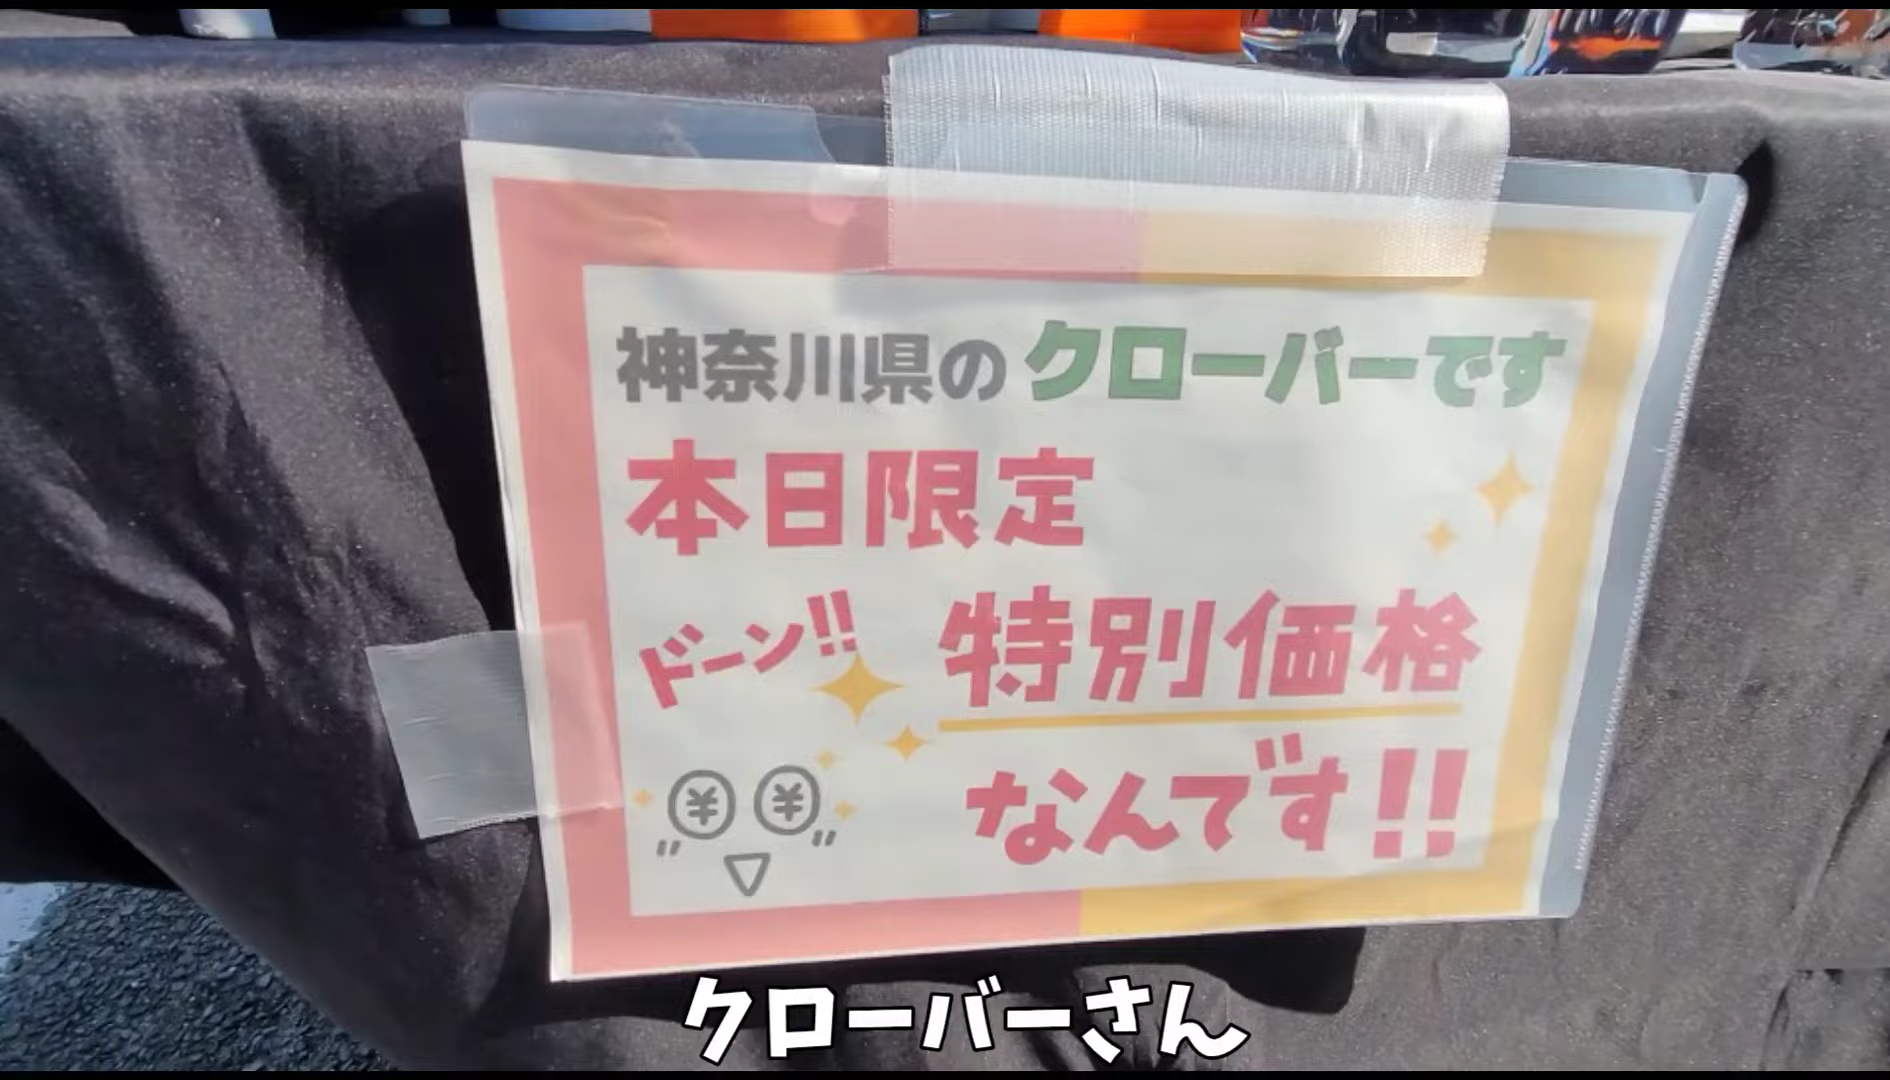 神奈川県のクローバーです
本日限定
ドーン!! 特別価格
なんです!!
¥ ¥
クローバーさん